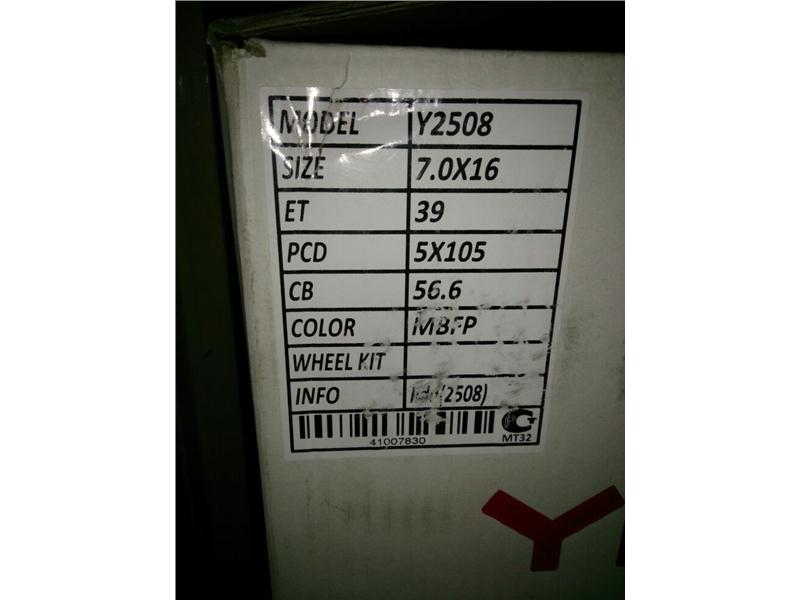 MODEL Y2508
SIZE 7.0X16
ET 39
PCD 5X105
CB 56.6
COLOR MBFP
WHEEL KIT
INFO (2508)
41007830
MT32